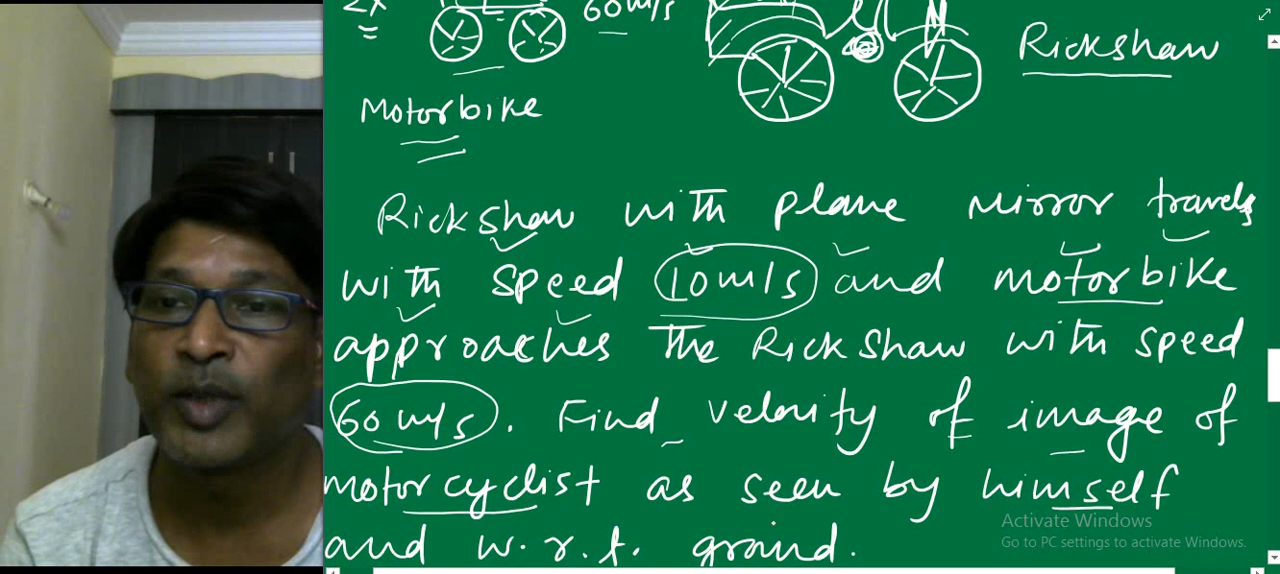 2x
60m/s
Rickshaw
Motorbike
Rickshaw with plane mirror travels
with speed 10m/s and motorbike
approaches the Rickshaw with speed
60 m/s. Find velocity of image of
motorcyclist as seen by himself
and w.r.t. ground.
Activate Windows
Go to PC settings to activate Windows.